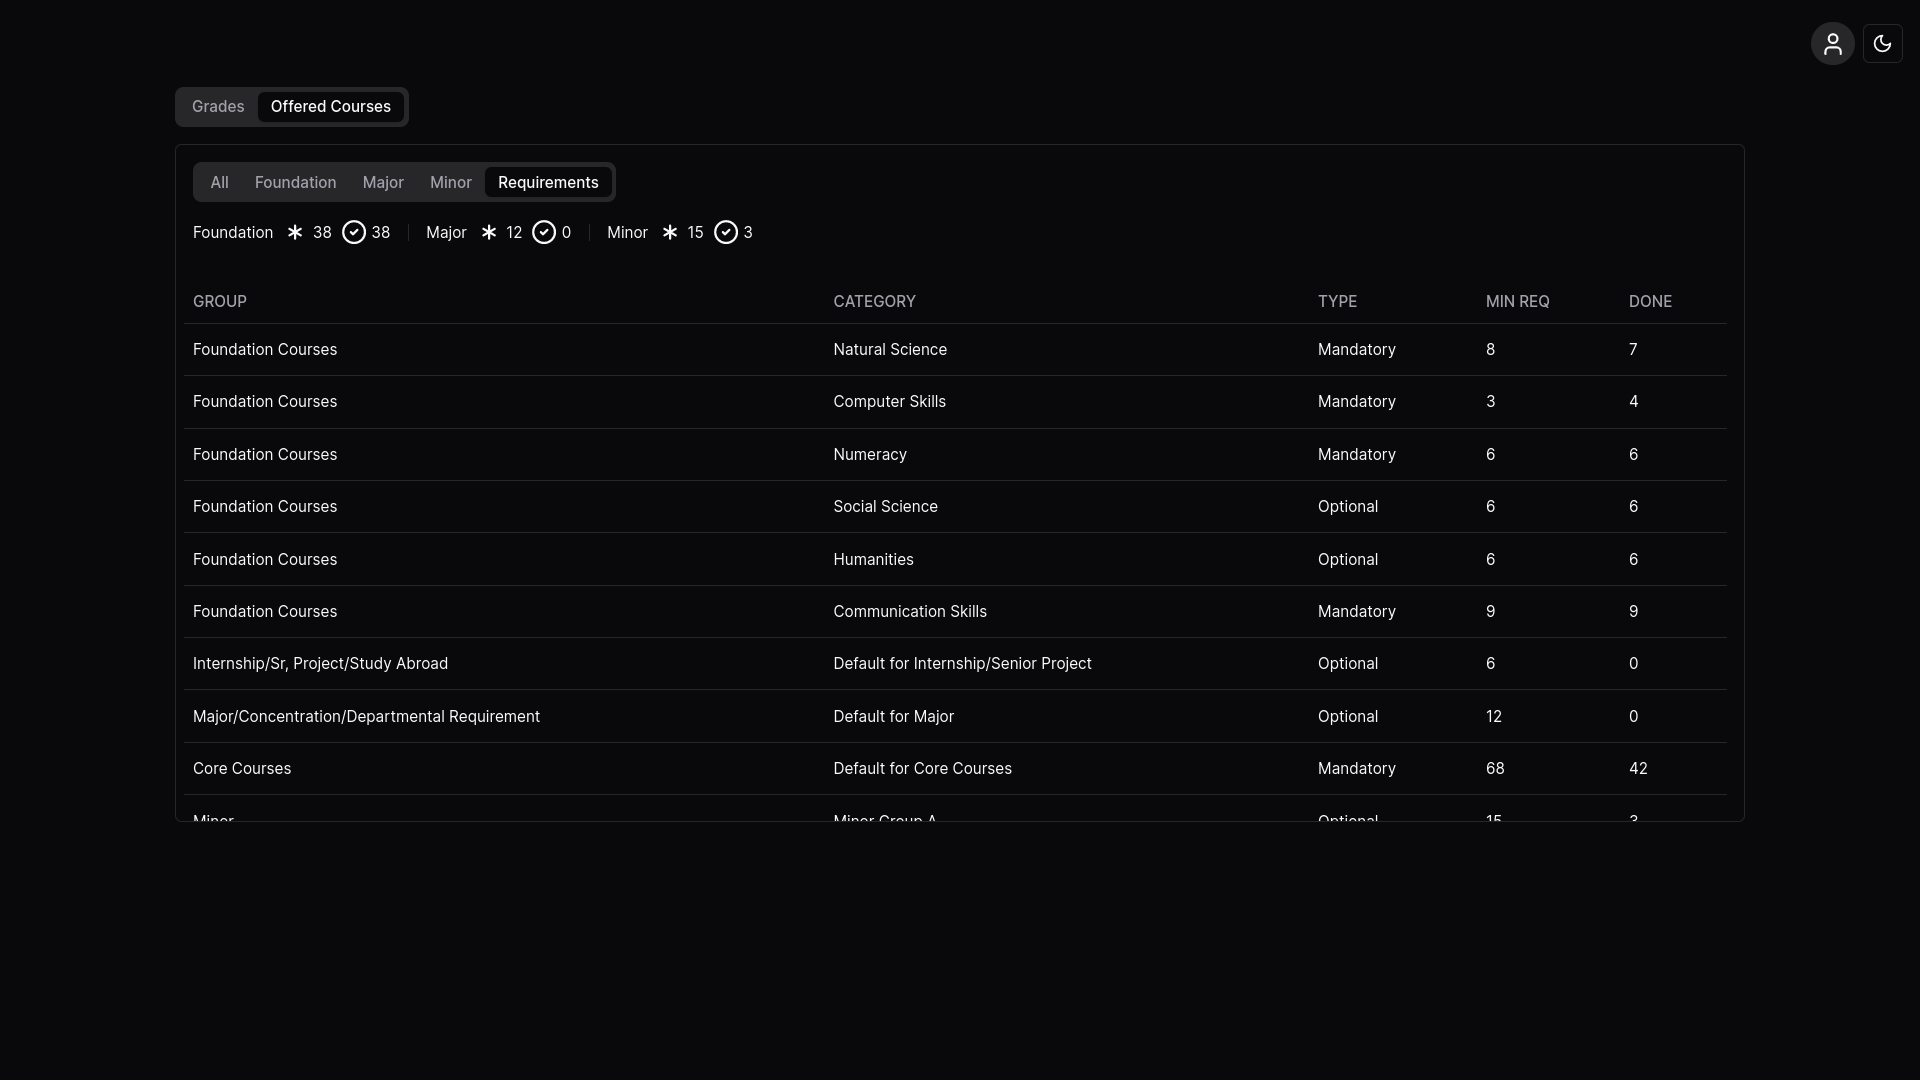 Grades Offered Courses
All Foundation Major Minor Requirements
Foundation 38 38 Major 12 0 Minor 15 3
GROUP CATEGORY TYPE MIN REQ DONE
Foundation Courses Natural Science Mandatory 8 7
Foundation Courses Computer Skills Mandatory 3 4
Foundation Courses Numeracy Mandatory 6 6
Foundation Courses Social Science Optional 6 6
Foundation Courses Humanities Optional 6 6
Foundation Courses Communication Skills Mandatory 9 9
Internship/Sr, Project/Study Abroad Default for Internship/Senior Project Optional 6 0
Major/Concentration/Departmental Requirement Default for Major Optional 12 0
Core Courses Default for Core Courses Mandatory 68 42
Minor Minor Group A Optional 15 3